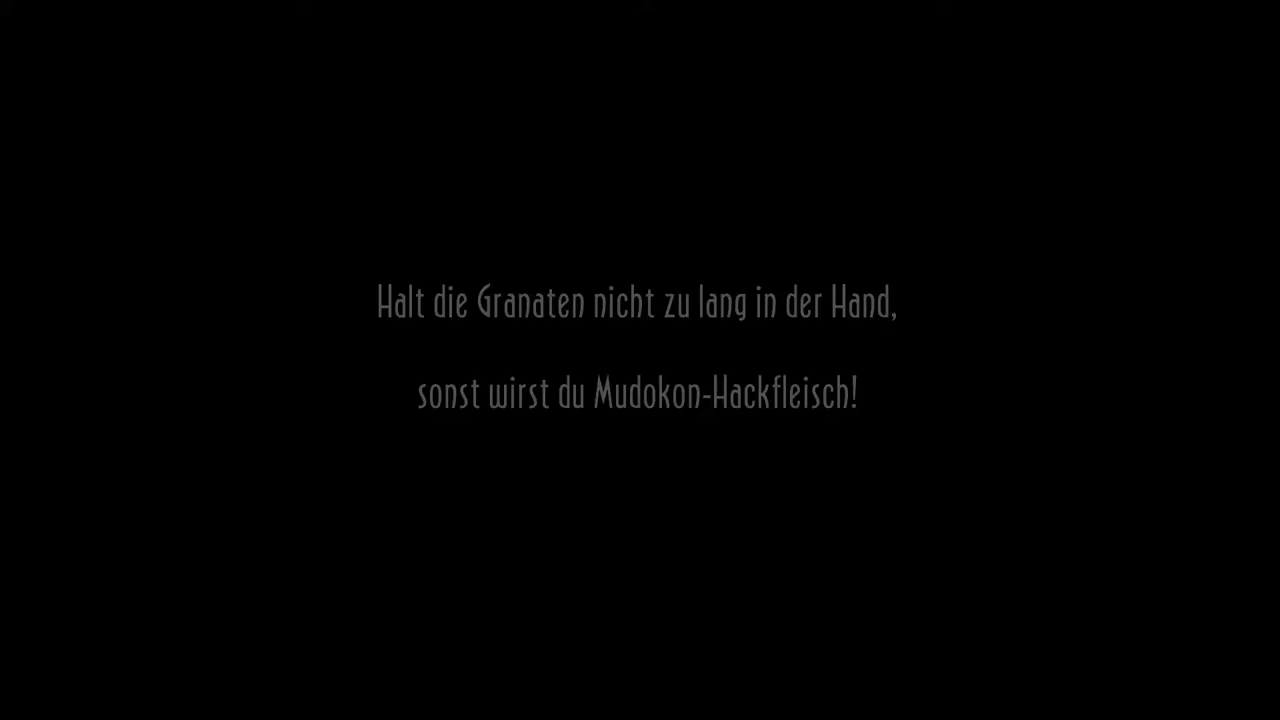 Halt die Granaten nicht zu lang in der Hand,
sonst wirst du Mudokon-Hackfleisch!